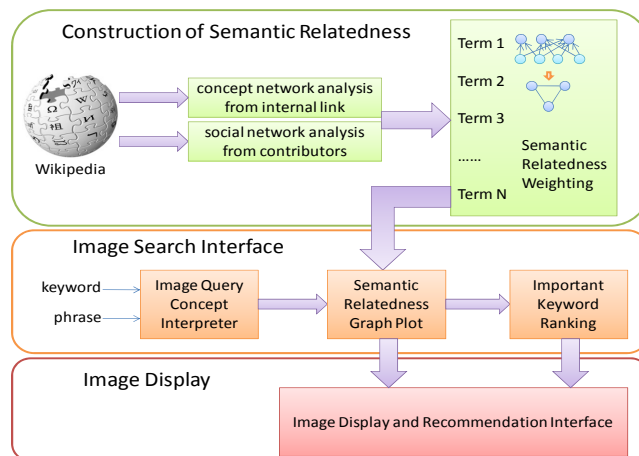 Construction of Semantic Relatedness
Term 1
Term 2
Term 3
......
Term N
Semantic
Relatedness
Weighting
concept network analysis
from internal link
social network analysis
from contributors
Wikipedia
Image Search Interface
keyword
phrase
Image Query
Concept
Interpreter
Semantic
Relatedness
Graph Plot
Important
Keyword
Ranking
Image Display
Image Display and Recommendation Interface